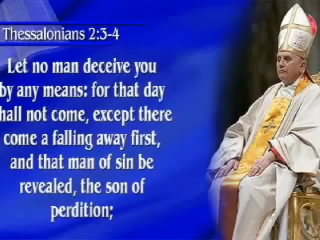 Thessalonians 2:3-4
Let no man deceive you
by any means: for that day
shall not come, except there
come a falling away first,
and that man of sin be
revealed, the son of
perdition;